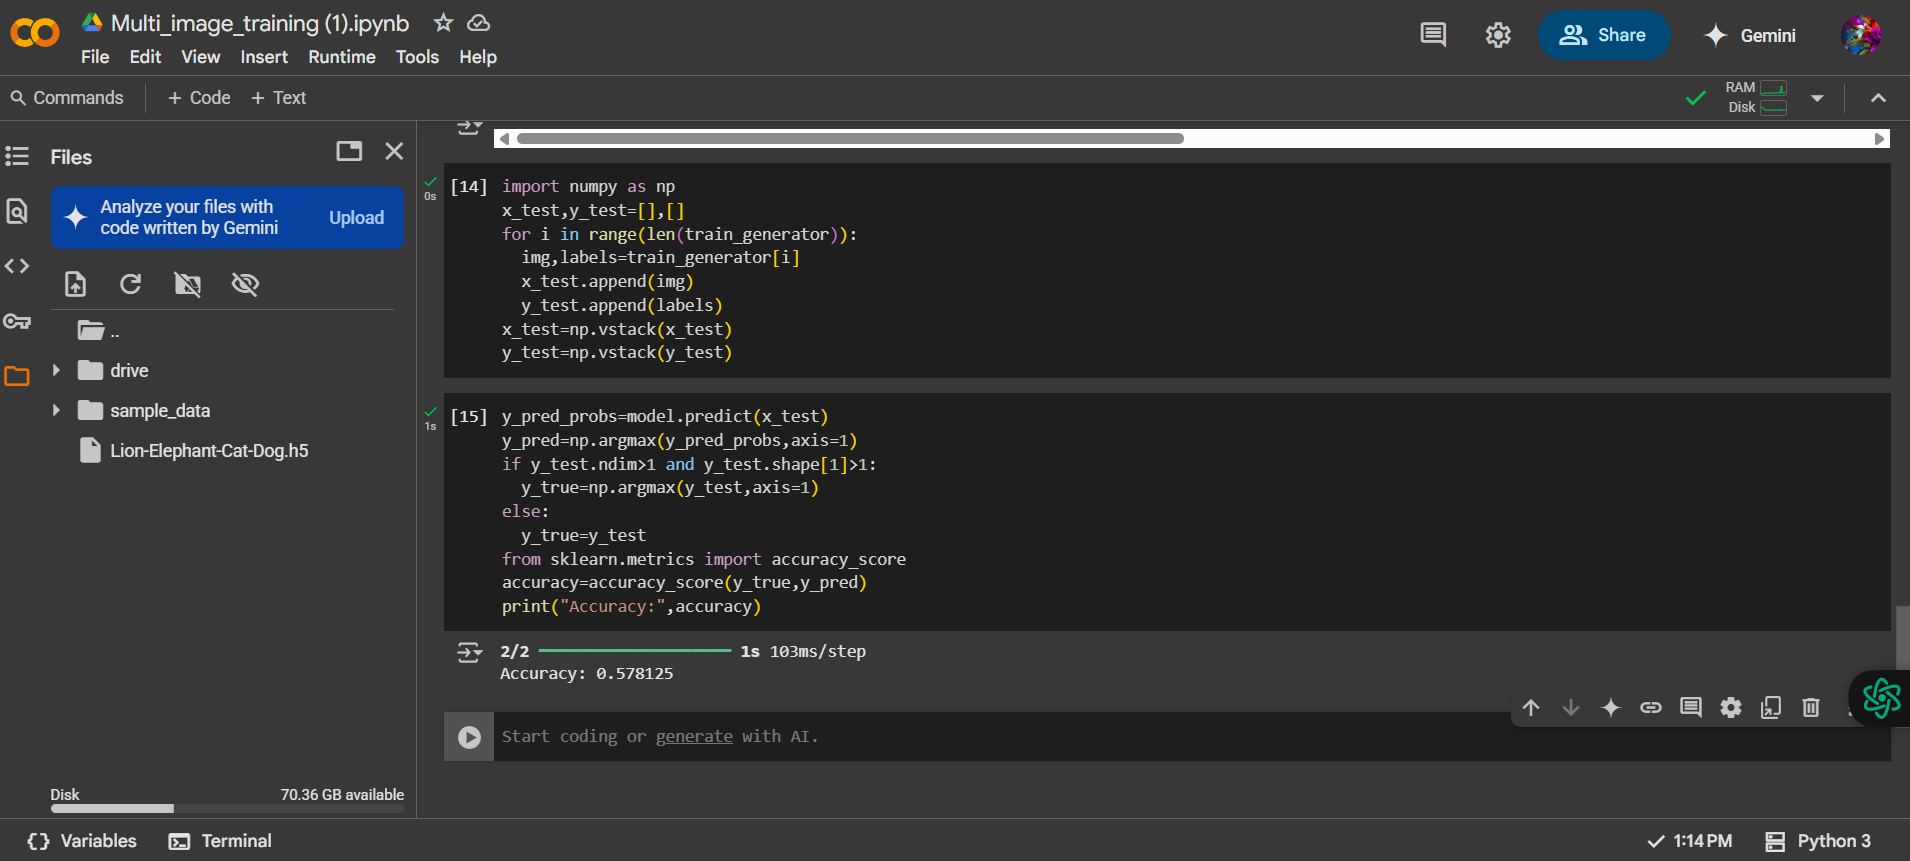 Multi_image_training (1).ipynb
File Edit View Insert Runtime Tools Help
Share
Gemini
Commands
+ Code + Text
RAM
Disk
Files
Analyze your files with
code written by Gemini
Upload
..
drive
sample_data
Lion-Elephant-Cat-Dog.h5
Disk
70.36 GB available
0s
[14]
import numpy as np
x_test,y_test=[],[]
for i in range(len(train_generator)):
  img,labels=train_generator[i]
  x_test.append(img)
  y_test.append(labels)
x_test=np.vstack(x_test)
y_test=np.vstack(y_test)
1s
[15]
y_pred_probs=model.predict(x_test)
y_pred=np.argmax(y_pred_probs,axis=1)
if y_test.ndim>1 and y_test.shape[1]>1:
  y_true=np.argmax(y_test,axis=1)
else:
  y_true=y_test
from sklearn.metrics import accuracy_score
accuracy=accuracy_score(y_true,y_pred)
print("Accuracy:",accuracy)
2/2 1s 103ms/step
Accuracy: 0.578125
Start coding or generate with AI.
Variables
Terminal
1:14 PM
Python 3